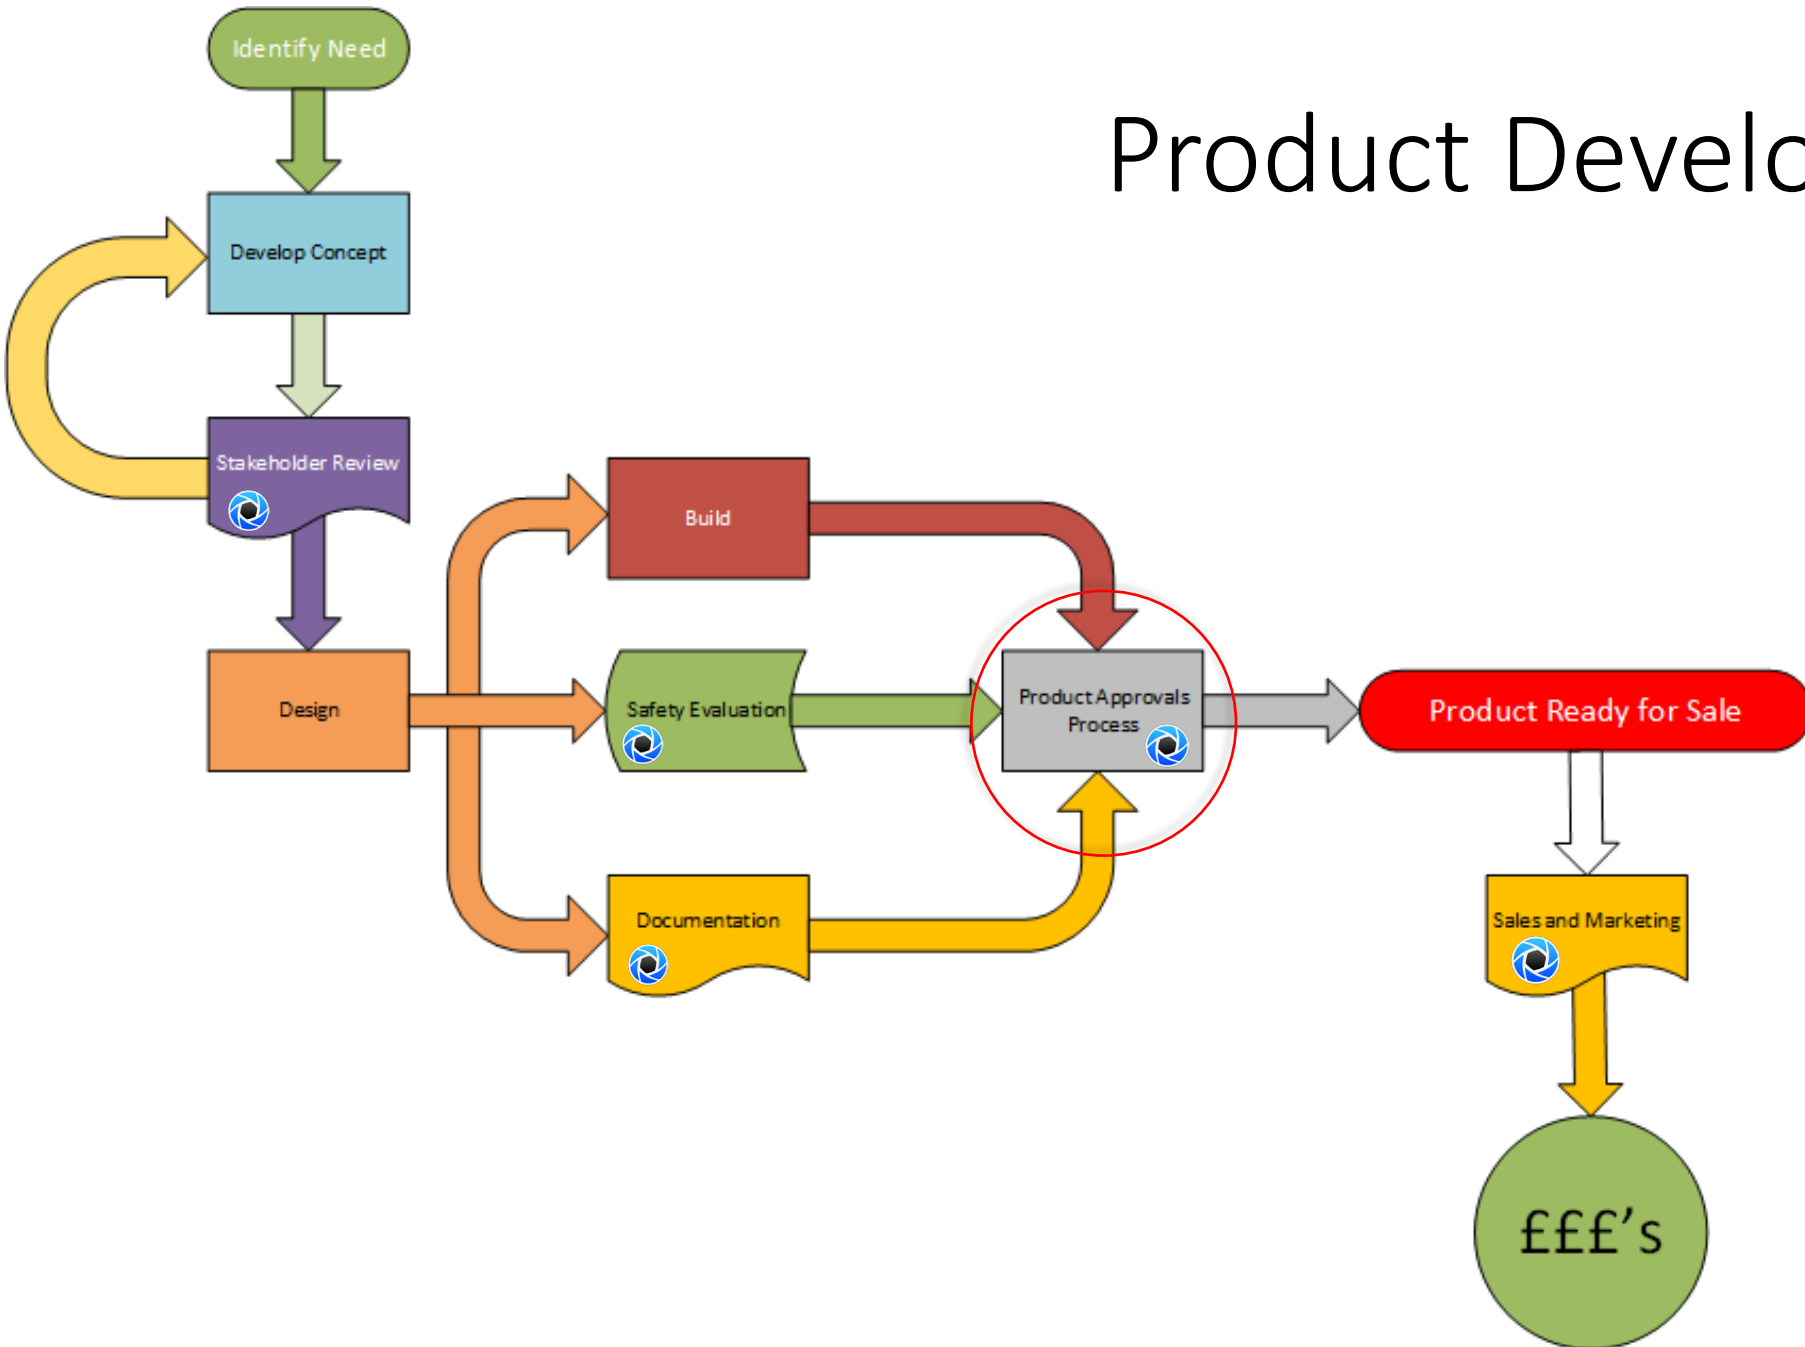 Identify Need
Product Develo
Develop Concept
Stakeholder Review
Build
Design
Safety Evaluation
Product Approvals
Process
Product Ready for Sale
Documentation
Sales and Marketing
£££’s